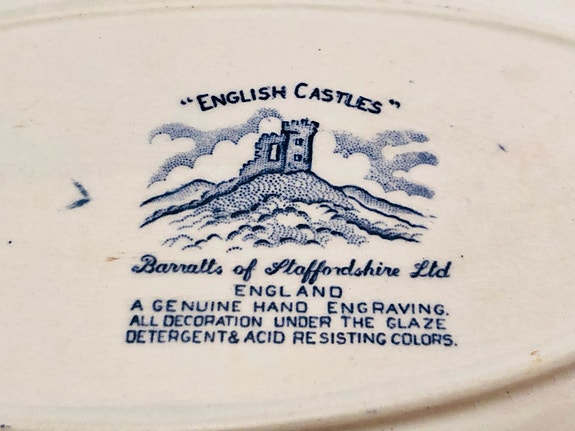 "ENGLISH CASTLES"
Barratts of Staffordshire Ltd
ENGLAND
A GENUINE HAND ENGRAVING.
ALL DECORATION UNDER THE GLAZE
DETERGENT & ACID RESISTING COLORS.